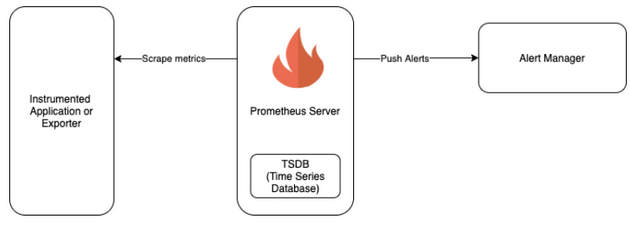 Instrumented
Application or
Exporter
Scrape metrics
Prometheus Server
TSDB
(Time Series
Database)
Push Alerts
Alert Manager